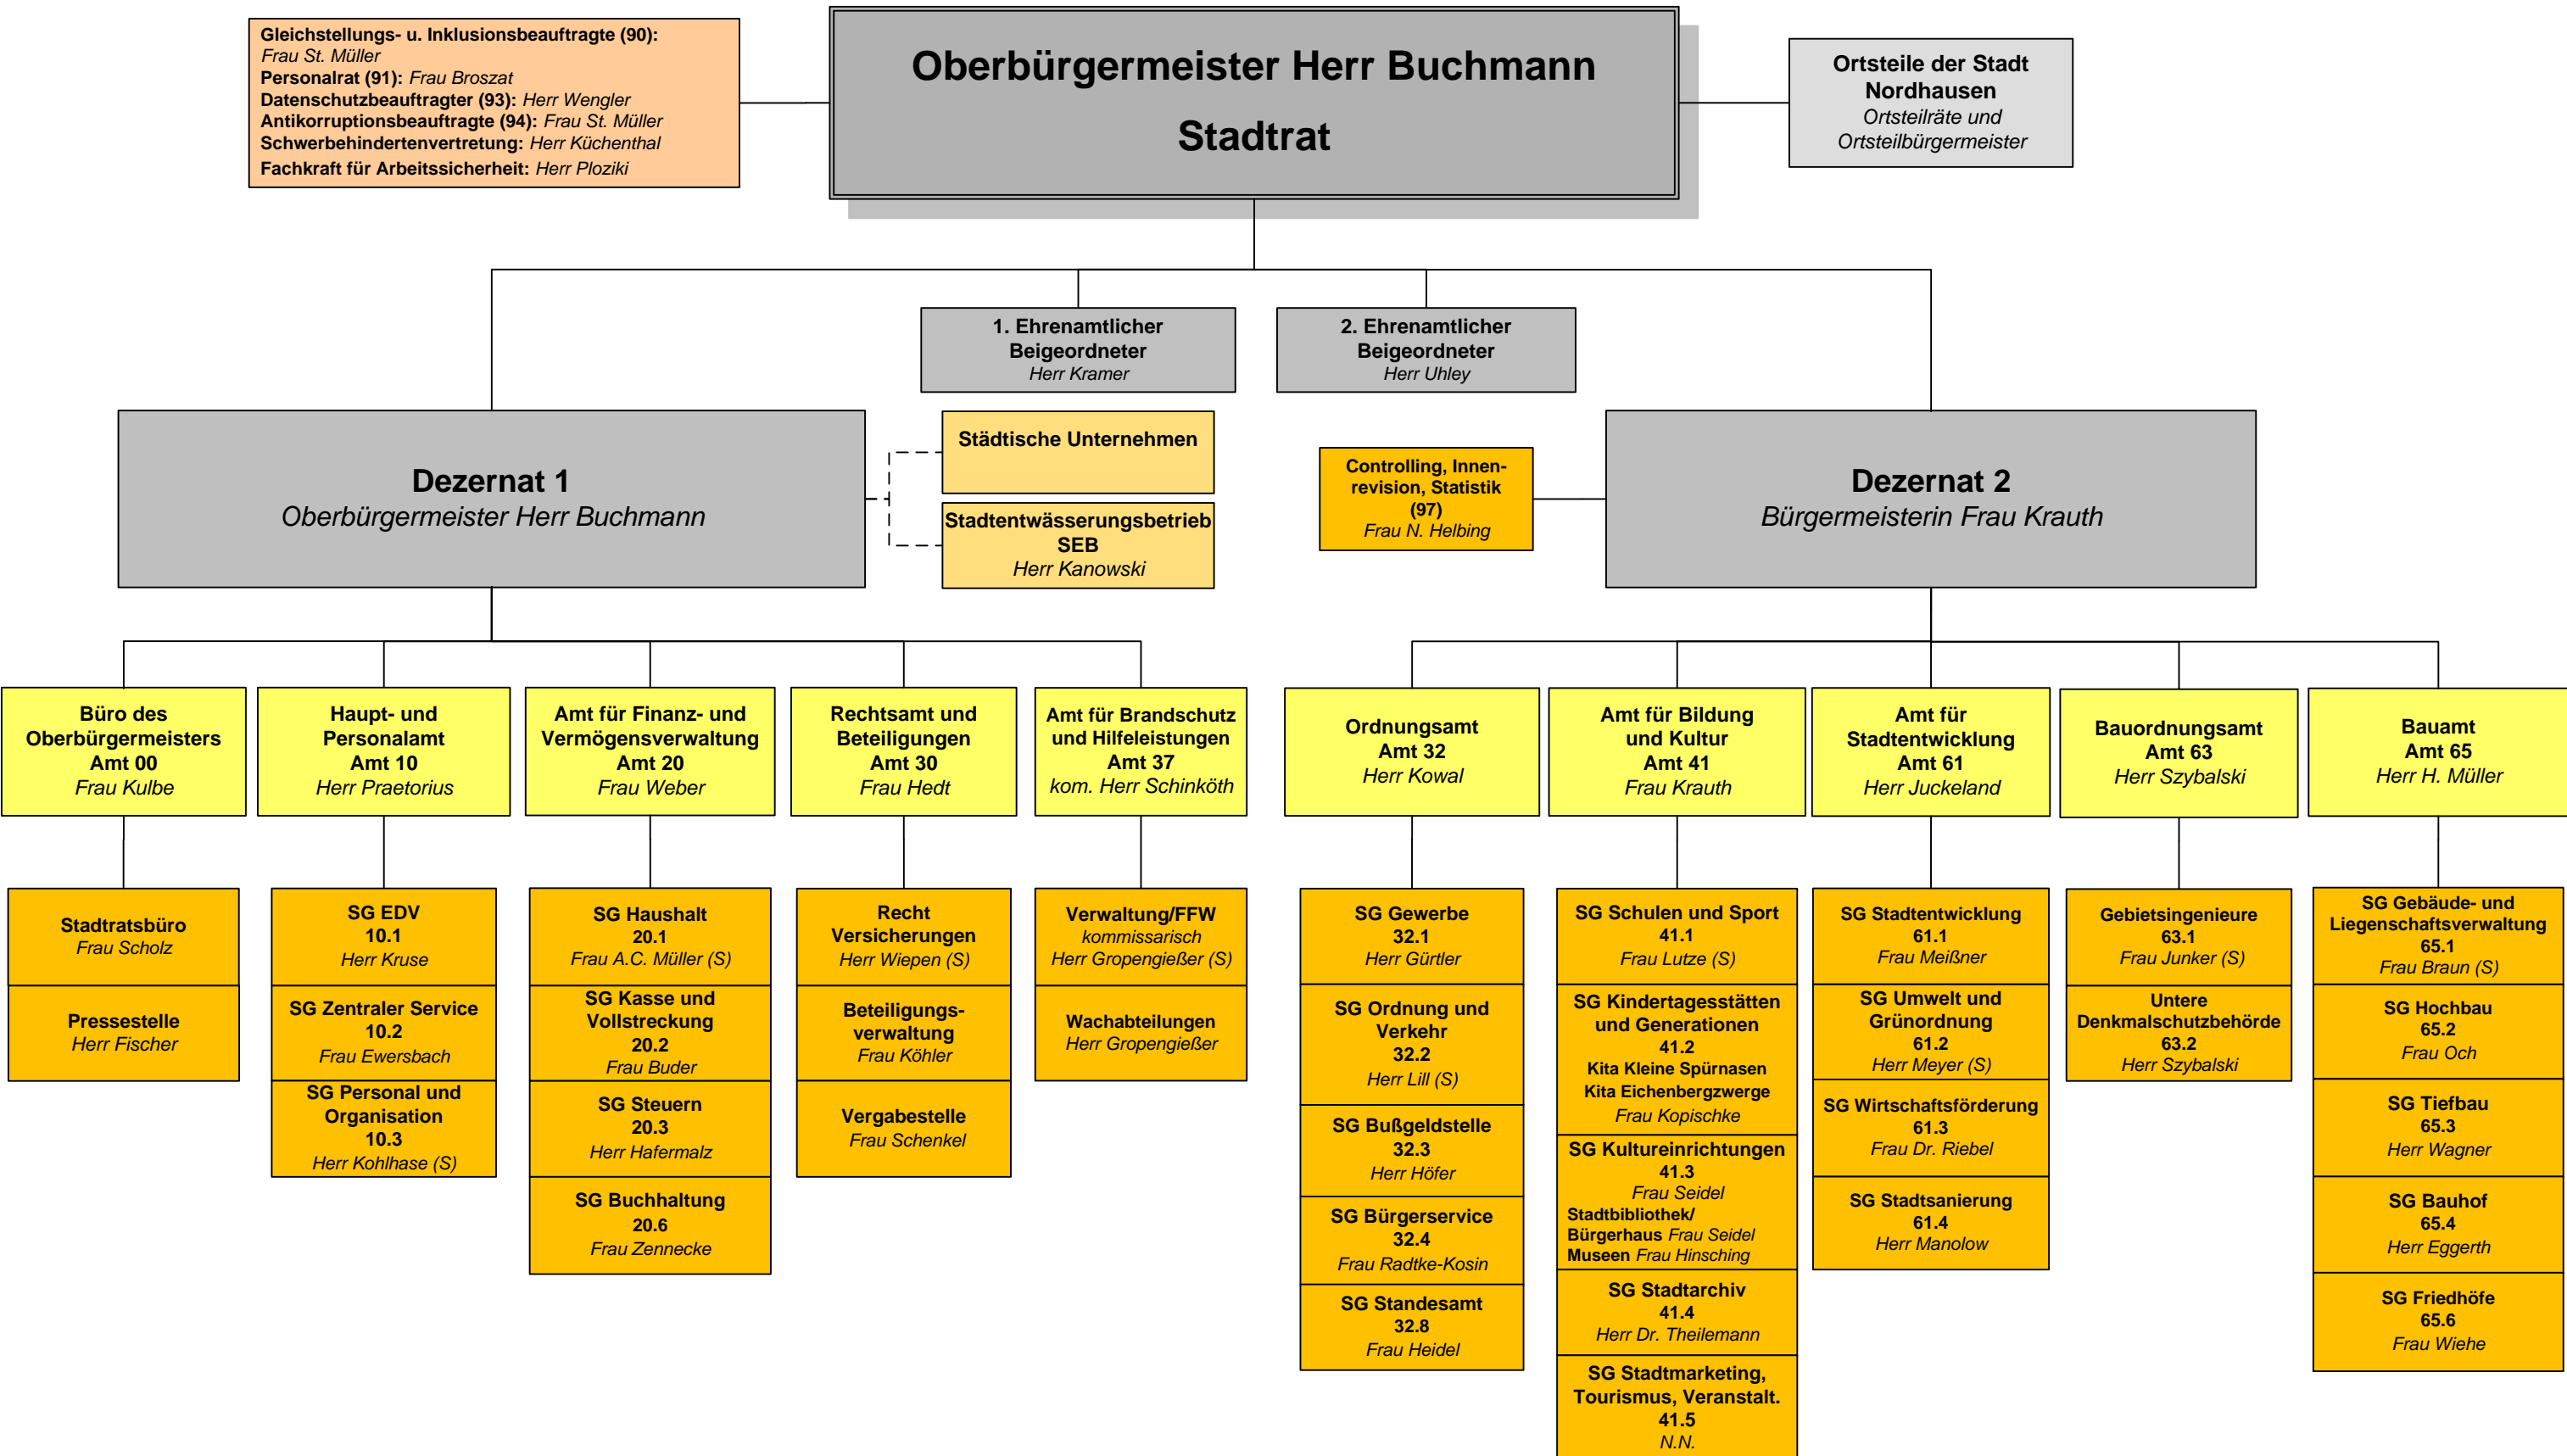 Gleichstellungs- u. Inklusionsbeauftragte (90):
Frau St. Müller
Personalrat (91): Frau Broszat
Datenschutzbeauftragter (93): Herr Wengler
Antikorruptionsbeauftragte (94): Frau St. Müller
Schwerbehindertenvertretung: Herr Küchenthal
Fachkraft für Arbeitssicherheit: Herr Ploziki
Oberbürgermeister Herr Buchmann
Stadtrat
Ortsteile der Stadt
Nordhausen
Ortsteilräte und
Ortsteilbürgermeister
1. Ehrenamtlicher
Beigeordneter
Herr Kramer
2. Ehrenamtlicher
Beigeordneter
Herr Uhley
Dezernat 1
Oberbürgermeister Herr Buchmann
Städtische Unternehmen
Stadtentwässerungsbetrieb
SEB
Herr Kanowski
Controlling, Innen-
revision, Statistik
(97)
Frau N. Helbing
Dezernat 2
Bürgermeisterin Frau Krauth
Büro des
Oberbürgermeisters
Amt 00
Frau Kulbe
Haupt- und
Personalamt
Amt 10
Herr Praetorius
Amt für Finanz- und
Vermögensverwaltung
Amt 20
Frau Weber
Rechtsamt und
Beteiligungen
Amt 30
Frau Hedt
Amt für Brandschutz
und Hilfeleistungen
Amt 37
kom. Herr Schinköth
Ordnungsamt
Amt 32
Herr Kowal
Amt für Bildung
und Kultur
Amt 41
Frau Krauth
Amt für
Stadtentwicklung
Amt 61
Herr Juckeland
Bauordnungsamt
Amt 63
Herr Szybalski
Bauamt
Amt 65
Herr H. Müller
Stadtratsbüro
Frau Scholz
Pressestelle
Herr Fischer
SG EDV
10.1
Herr Kruse
SG Zentraler Service
10.2
Frau Ewersbach
SG Personal und
Organisation
10.3
Herr Kohlhase (S)
SG Haushalt
20.1
Frau A.C. Müller (S)
SG Kasse und
Vollstreckung
20.2
Frau Buder
SG Steuern
20.3
Herr Hafermalz
SG Buchhaltung
20.6
Frau Zennecke
Recht
Versicherungen
Herr Wiepen (S)
Beteiligungs-
verwaltung
Frau Köhler
Vergabestelle
Frau Schenkel
Verwaltung/FFW
kommissarisch
Herr Gropengießer (S)
Wachabteilungen
Herr Gropengießer
SG Gewerbe
32.1
Herr Gürtler
SG Ordnung und
Verkehr
32.2
Herr Lill (S)
SG Bußgeldstelle
32.3
Herr Höfer
SG Bürgerservice
32.4
Frau Radtke-Kosin
SG Standesamt
32.8
Frau Heidel
SG Schulen und Sport
41.1
Frau Lutze (S)
SG Kindertagesstätten
und Generationen
41.2
Kita Kleine Spürnasen
Kita Eichenbergzwerge
Frau Kopischke
SG Kultureinrichtungen
41.3
Frau Seidel
Stadtbibliothek/
Bürgerhaus Frau Seidel
Museen Frau Hinsching
SG Stadtarchiv
41.4
Herr Dr. Theilemann
SG Stadtmarketing,
Tourismus, Veranstalt.
41.5
N.N.
SG Stadtentwicklung
61.1
Frau Meißner
SG Umwelt und
Grünordnung
61.2
Herr Meyer (S)
SG Wirtschaftsförderung
61.3
Frau Dr. Riebel
SG Stadtsanierung
61.4
Herr Manolow
Gebietsingenieure
63.1
Frau Junker (S)
Untere
Denkmalschutzbehörde
63.2
Herr Szybalski
SG Gebäude- und
Liegenschaftsverwaltung
65.1
Frau Braun (S)
SG Hochbau
65.2
Frau Och
SG Tiefbau
65.3
Herr Wagner
SG Bauhof
65.4
Herr Eggerth
SG Friedhöfe
65.6
Frau Wiehe